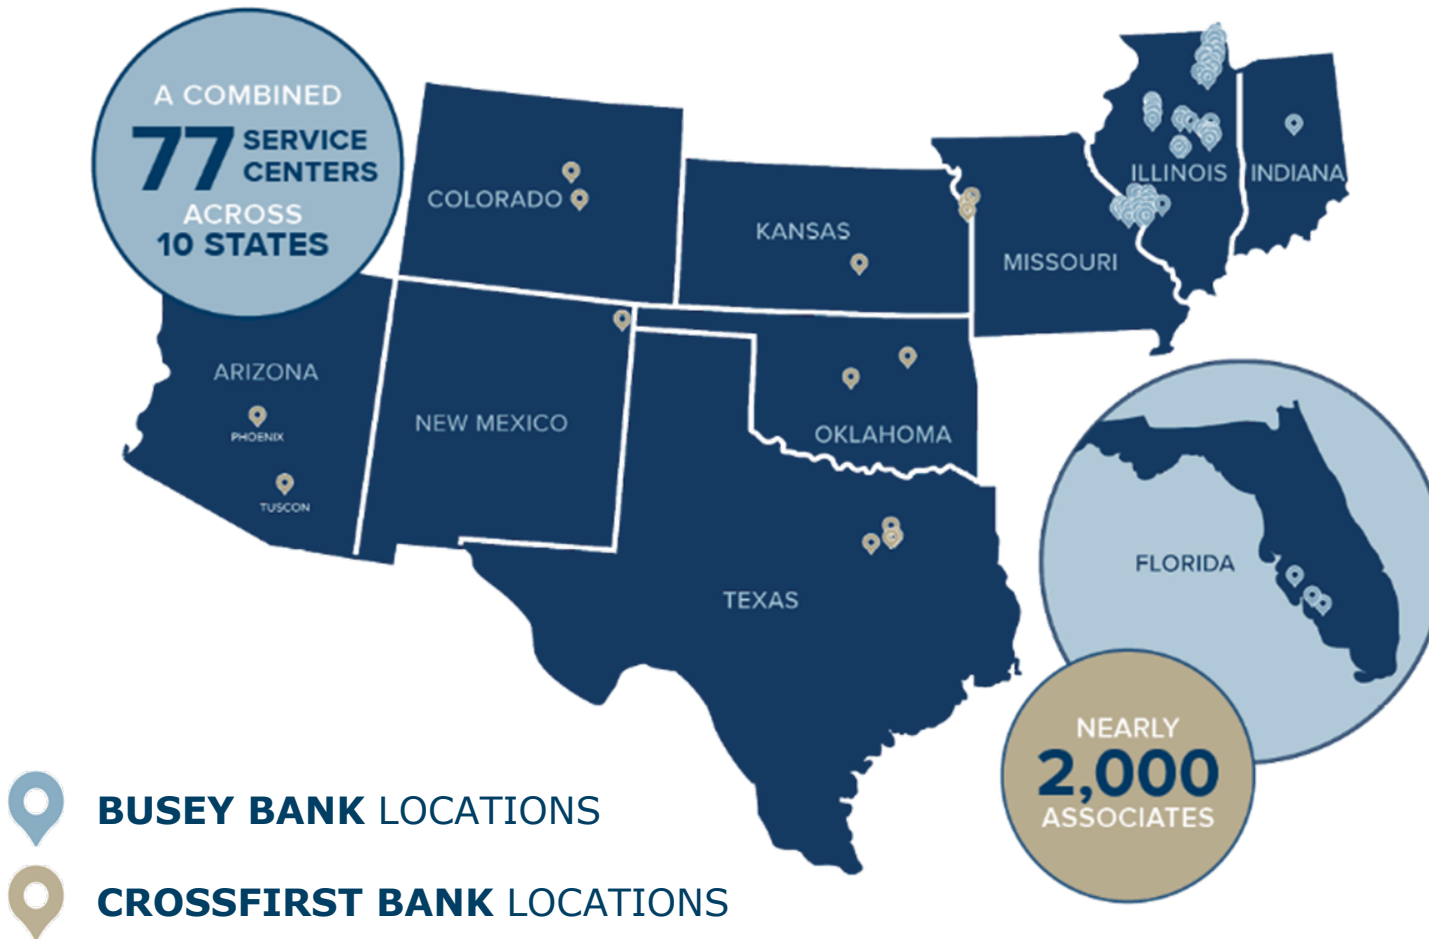 A COMBINED
77 SERVICE
CENTERS
ACROSS
10 STATES
COLORADO
KANSAS
MISSOURI
ILLINOIS
INDIANA
ARIZONA
PHOENIX
TUSCON
NEW MEXICO
OKLAHOMA
TEXAS
FLORIDA
NEARLY
2,000
ASSOCIATES
BUSEY BANK LOCATIONS
CROSSFIRST BANK LOCATIONS